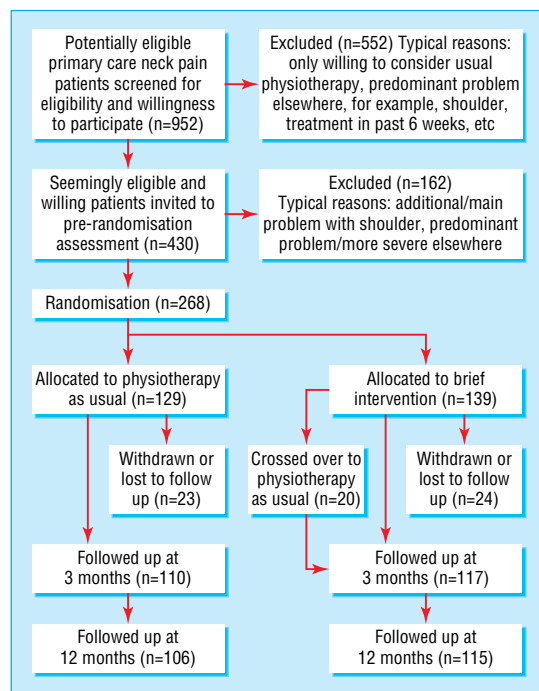 Potentially eligible
primary care neck pain
patients screened for
eligibility and willingness
to participate (n=952)
Excluded (n=552) Typical reasons:
only willing to consider usual
physiotherapy, predominant problem
elsewhere, for example, shoulder,
treatment in past 6 weeks, etc
Seemingly eligible and
willing patients invited to
pre-randomisation
assessment (n=430)
Excluded (n=162)
Typical reasons: additional/main
problem with shoulder, predominant
problem/more severe elsewhere
Randomisation (n=268)
Allocated to physiotherapy
as usual (n=129)
Allocated to brief
intervention (n=139)
Withdrawn or
lost to follow
up (n=23)
Crossed over to
physiotherapy
as usual (n=20)
Withdrawn or
lost to follow
up (n=24)
Followed up at
3 months (n=110)
Followed up at
3 months (n=117)
Followed up at
12 months (n=106)
Followed up at
12 months (n=115)